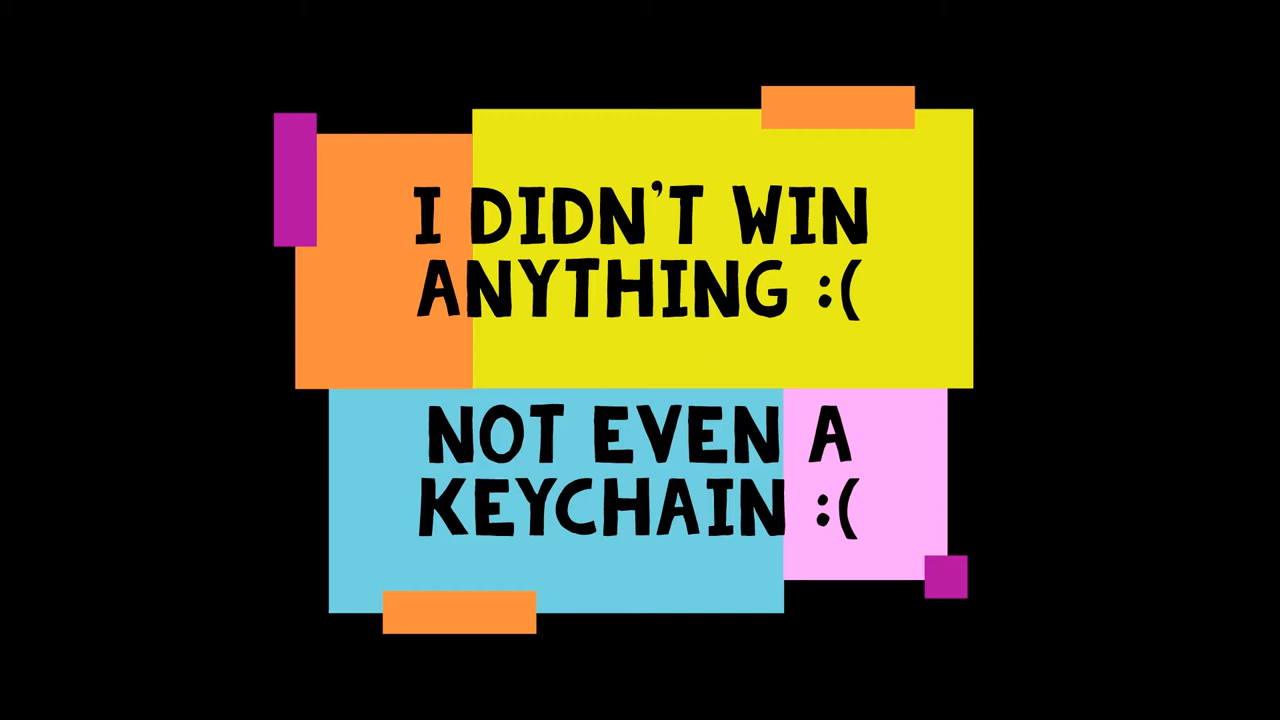 I DIDN'T WIN
ANYTHING :(
NOT EVEN A
KEYCHAIN :(